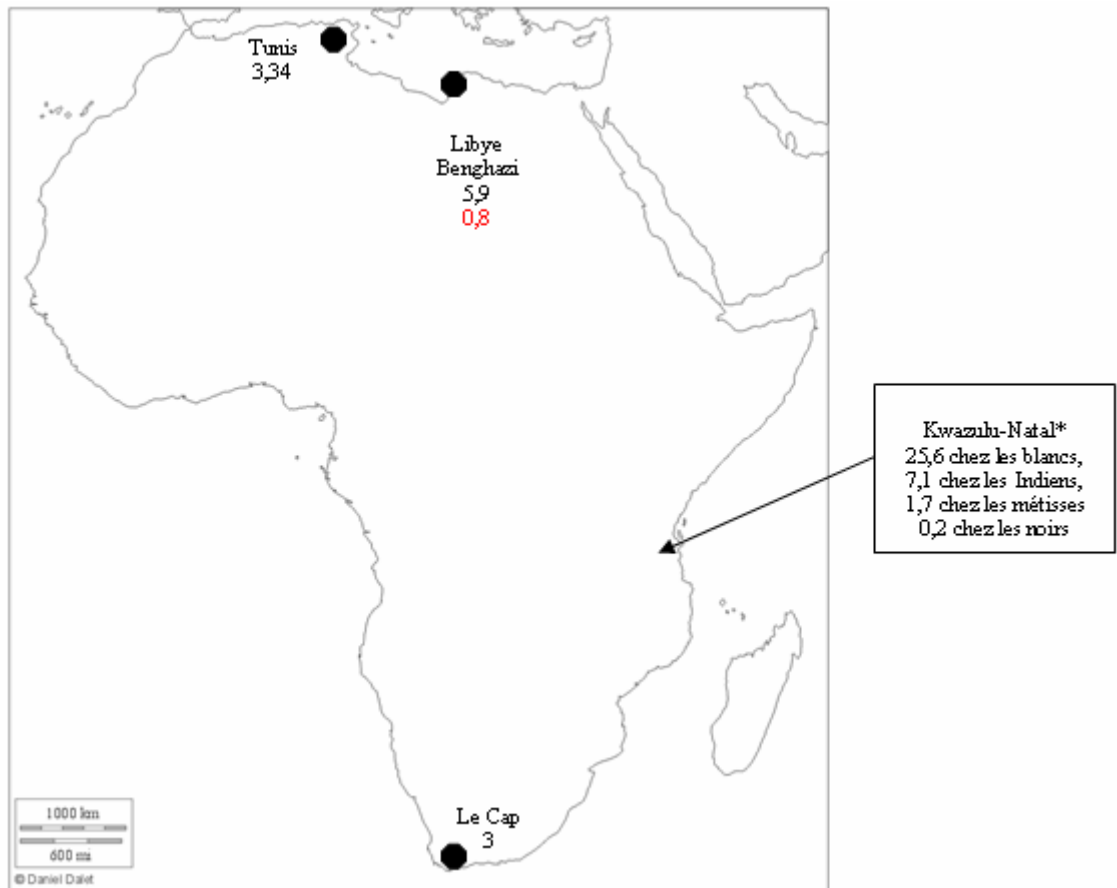 Tunis
3,34
Libye
Benghazi
5,9
0,8
Kwazulu-Natal*
25,6 chez les blancs,
7,1 chez les Indiens,
1,7 chez les métisses
0,2 chez les noirs
Le Cap
3
1000 km
600 mi
© Daniel Dalet